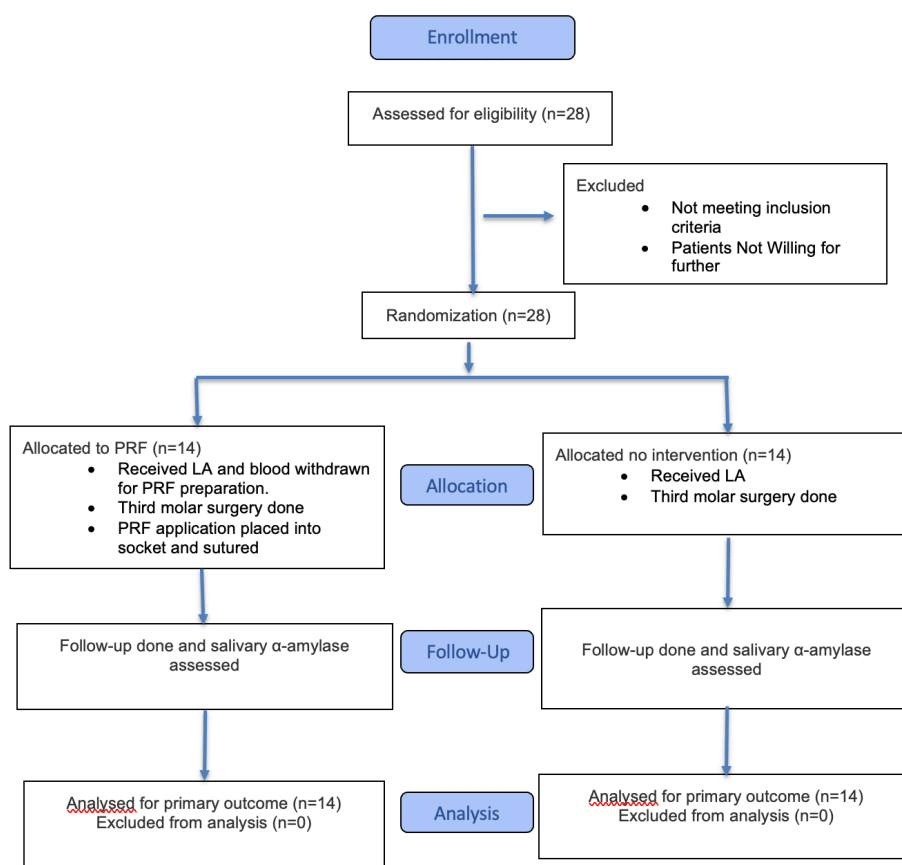 Enrollment
Assessed for eligibility (n=28)
Excluded
• Not meeting inclusion
criteria
• Patients Not Willing for
further
Randomization (n=28)
Allocated to PRF (n=14)
• Received LA and blood withdrawn
for PRF preparation.
• Third molar surgery done
• PRF application placed into
socket and sutured
Allocation
Allocated no intervention (n=14)
• Received LA
• Third molar surgery done
Follow-up done and salivary α-amylase
assessed
Follow-Up
Follow-up done and salivary α-amylase
assessed
Analysed for primary outcome (n=14)
Excluded from analysis (n=0)
Analysis
Analysed for primary outcome (n=14)
Excluded from analysis (n=0)